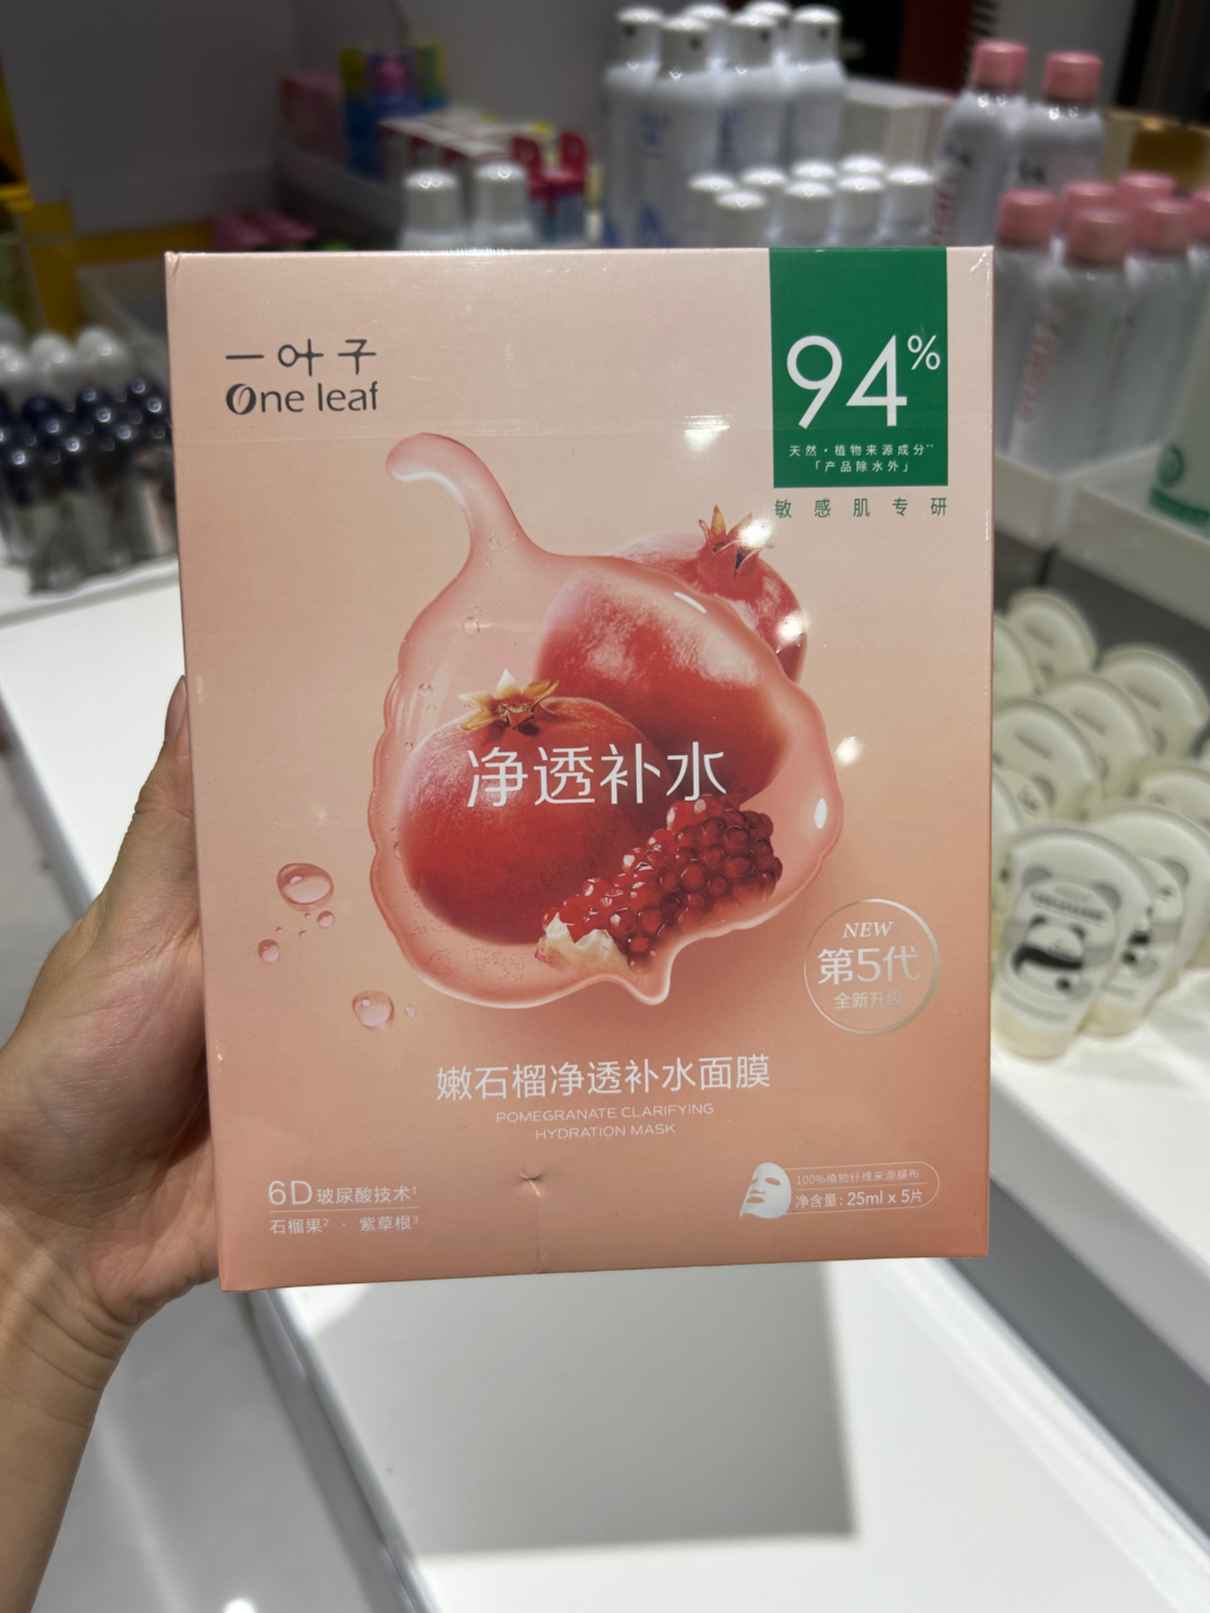 一叶子
One leaf
94%
天然·植物来源成分**
「产品除水外」
敏感肌专研
净透补水
NEW
第5代
全新升级
嫩石榴净透补水面膜
POMEGRANATE CLARIFYING
HYDRATION MASK
6D玻尿酸技术¹
石榴果² · 紫草根³
100%植物纤维来源膜布
净含量: 25ml x 5片